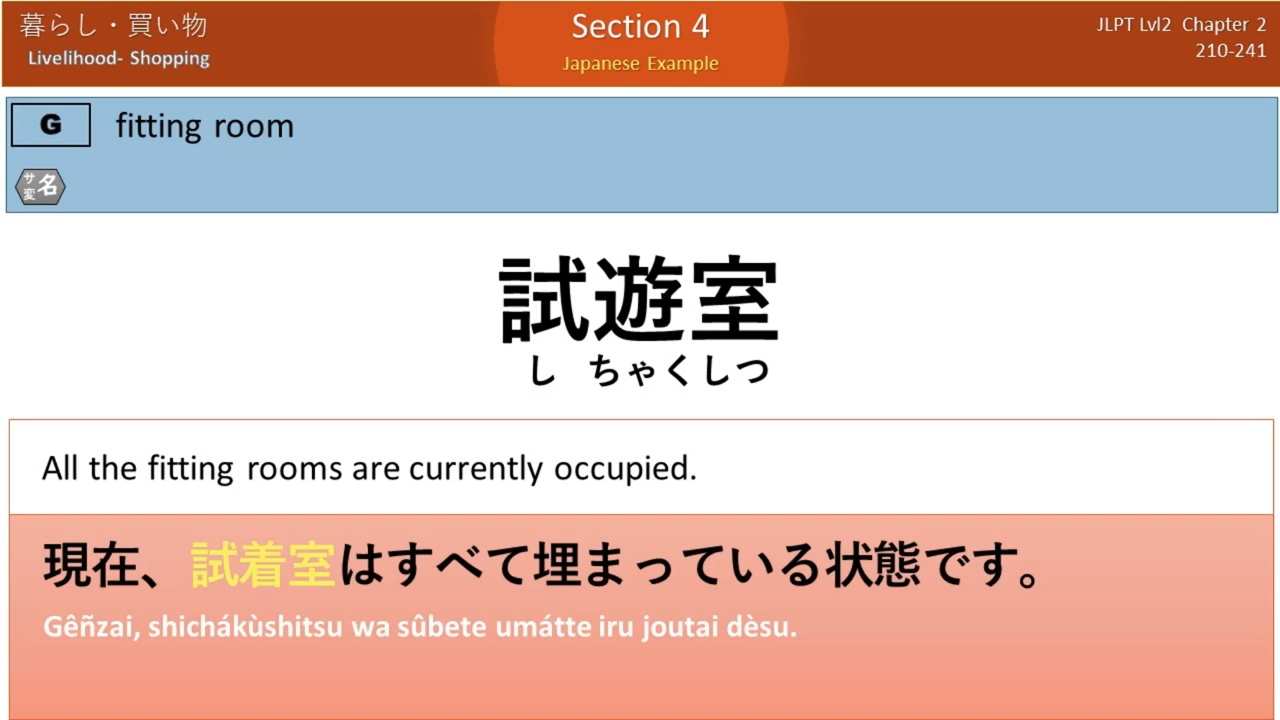 暮らし・買い物
Livelihood- Shopping
Section 4
Japanese Example
JLPT Lvl2 Chapter 2
210-241
G fitting room
サ変 名
試遊室
し ちゃくしつ
All the fitting rooms are currently occupied.
現在、試着室はすべて埋まっている状態です。
Gêñzai, shichákùshitsu wa sûbete umátte iru joutai dèsu.